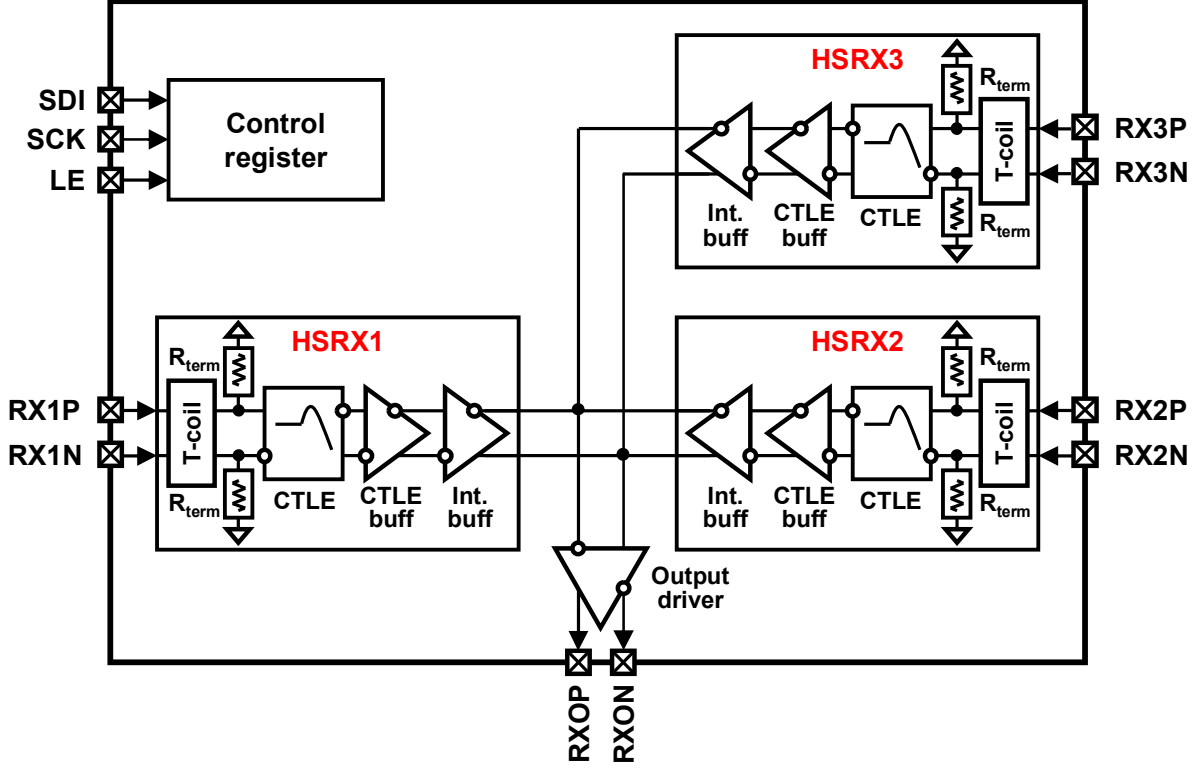 SDI
SCK
LE
Control
register
HSRX3
Rterm
T-coil
RX3P
RX3N
Int.
buff
CTLE
buff
CTLE
Rterm
HSRX1
Rterm
RX1P
RX1N
T-coil
Rterm
CTLE
CTLE
buff
Int.
buff
HSRX2
Rterm
T-coil
RX2P
RX2N
Int.
buff
CTLE
buff
CTLE
Rterm
Output
driver
RXOP
RXON